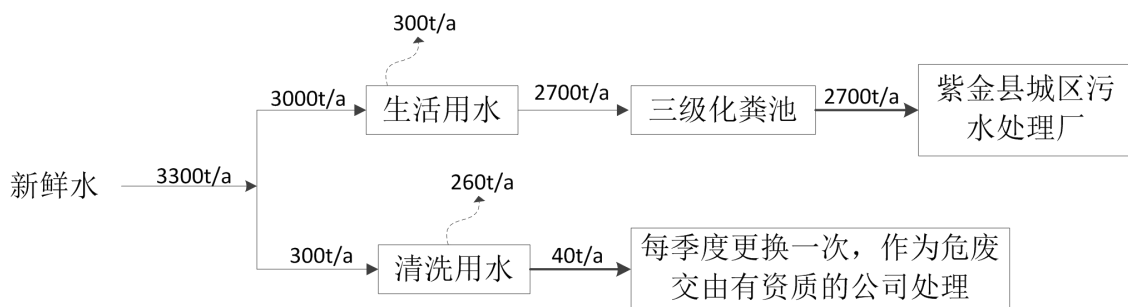 300t/a
3000t/a
生活用水
2700t/a
三级化粪池
2700t/a
紫金县城区污
水处理厂
新鲜水
3300t/a
260t/a
300t/a
清洗用水
40t/a
每季度更换一次，作为危废
交由有资质的公司处理